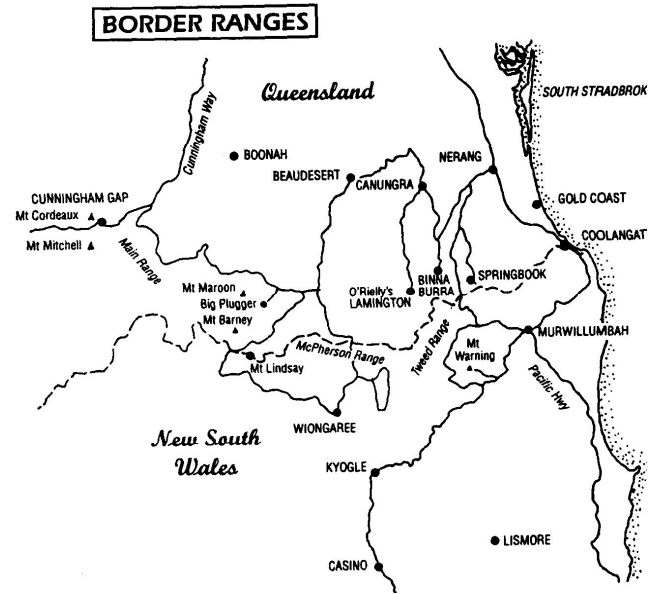 BORDER RANGES
Queensland
SOUTH STRADBROK
Cunningham Way
BOONAH
NERANG
BEAUDESERT
CANUNGRA
CUNNINGHAM GAP
Mt Cordeaux
GOLD COAST
Mt Mitchell
COOLANGATT
Main Range
Mt Maroon
Big Plugger
Mt Barney
O'Rielly's
LAMINGTON
BINNA
BURRA
SPRINGBOOK
McPherson Range
Tweed Range
MURWILLUMBAH
Mt
Warning
Mt Lindsay
Pacific Hwy
WIONGAREE
New South
Wales
KYOGLE
LISMORE
CASINO